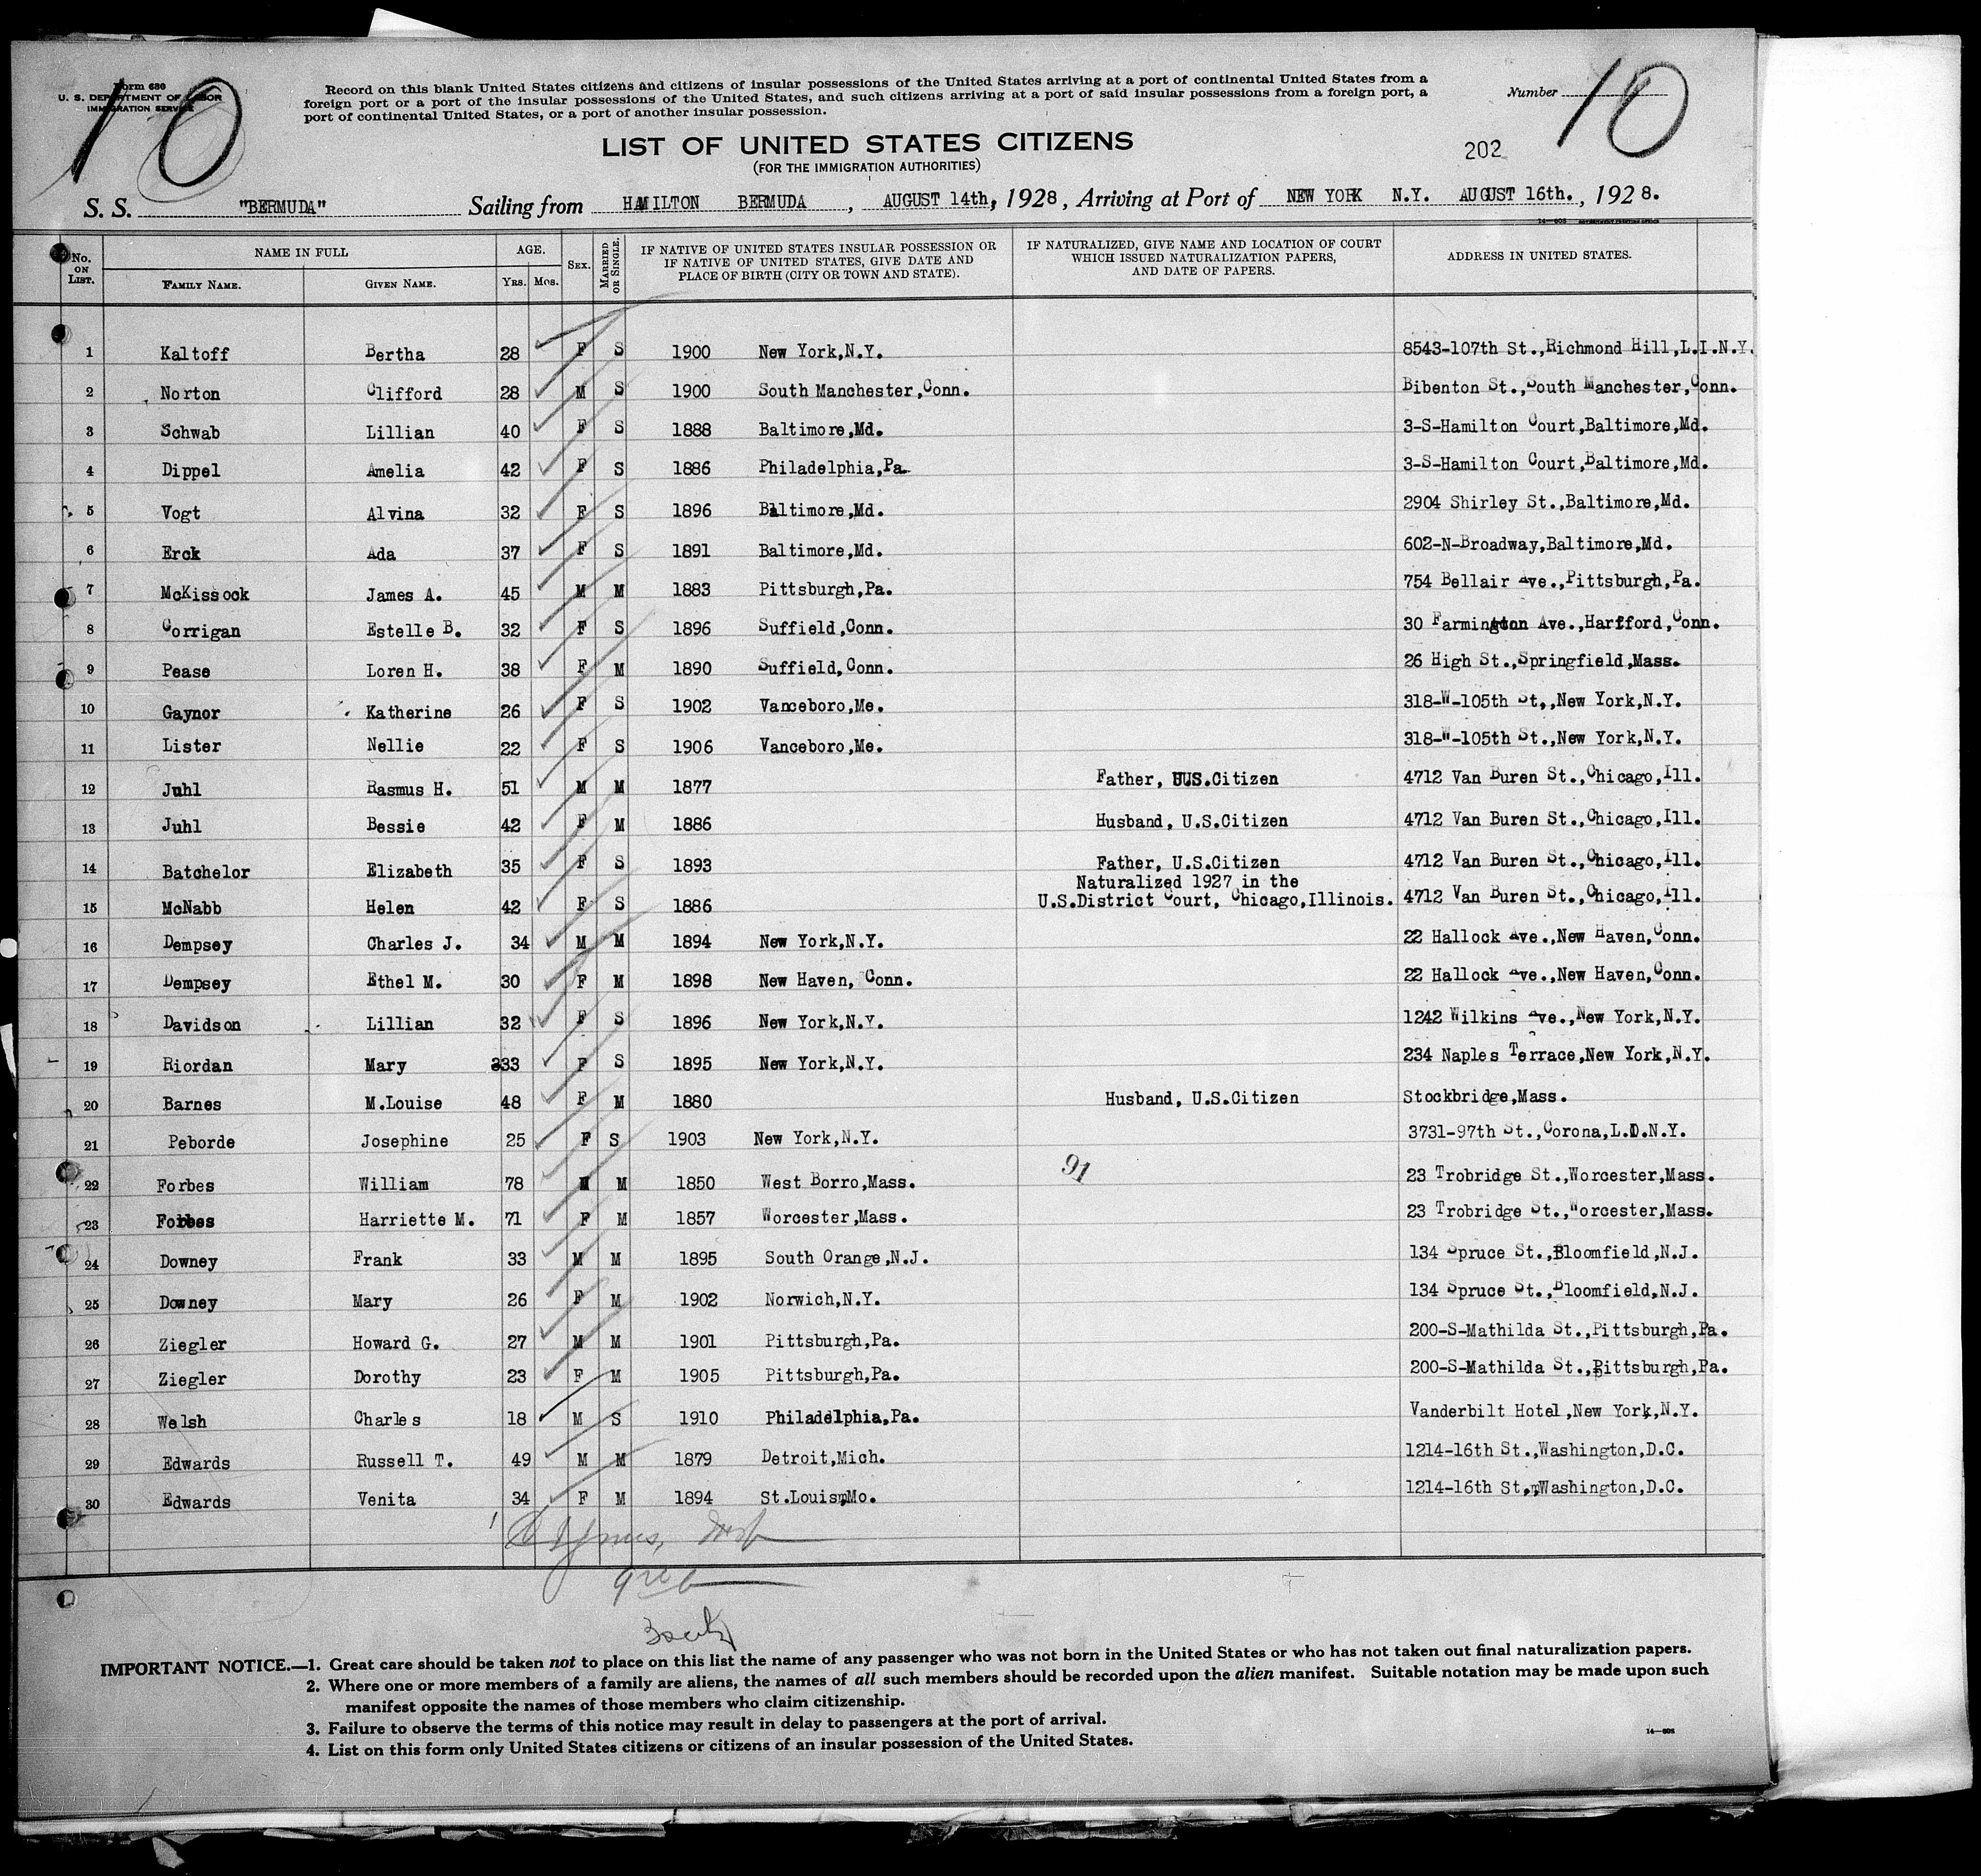 10
Form 630
U. S. DEPARTMENT OF LABOR
IMMIGRATION SERVICE
Record on this blank United States citizens and citizens of insular possessions of the United States arriving at a port of continental United States from a
foreign port or a port of the insular possessions of the United States, and such citizens arriving at a port of said insular possessions from a foreign port, a
port of continental United States, or a port of another insular possession.
Number 10
LIST OF UNITED STATES CITIZENS
(FOR THE IMMIGRATION AUTHORITIES)
202
S. S. "BERMUDA" Sailing from HAMILTON BERMUDA, AUGUST 14th, 1928, Arriving at Port of NEW YORK N.Y. AUGUST 16th., 1928.
No. ON LIST. NAME IN FULL FAMILY NAME. GIVEN NAME. AGE. YRS. MOS. SEX. MARRIED OR SINGLE. IF NATIVE OF UNITED STATES INSULAR POSSESSION OR IF NATIVE OF UNITED STATES, GIVE DATE AND PLACE OF BIRTH (CITY OR TOWN AND STATE). IF NATURALIZED, GIVE NAME AND LOCATION OF COURT WHICH ISSUED NATURALIZATION PAPERS, AND DATE OF PAPERS. ADDRESS IN UNITED STATES.
1 Kaltoff Bertha 28 F S 1900 New York,N.Y. 8543-107th St.,Richmond Hill,L.I.N.Y.
2 Norton Clifford 28 M S 1900 South Manchester,Conn. Bibenton St.,South Manchester,Conn.
3 Schwab Lillian 40 F S 1888 Baltimore,Md. 3-S-Hamilton Court,Baltimore,Md.
4 Dippel Amelia 42 F S 1886 Philadelphia,Pa. 3-S-Hamilton Court,Baltimore,Md.
5 Vogt Alvina 32 F S 1896 Baltimore,Md. 2904 Shirley St.,Baltimore,Md.
6 Erck Ada 37 F S 1891 Baltimore,Md. 602-N-Broadway,Baltimore,Md.
7 McKissock James A. 45 M M 1883 Pittsburgh,Pa. 754 Bellair Ave.,Pittsburgh,Pa.
8 Corrigan Estelle B. 32 F S 1896 Suffield,Conn. 30 Farmington Ave.,Hartford,Conn.
9 Pease Loren H. 38 F M 1890 Suffield,Conn. 26 High St.,Springfield,Mass.
10 Gaynor Katherine 26 F S 1902 Vanceboro,Me. 318-W-105th St,,New York,N.Y.
11 Lister Nellie 22 F S 1906 Vanceboro,Me. 318-W-105th St.,New York,N.Y.
12 Juhl Rasmus H. 51 M M 1877 Father, UUS.Citizen 4712 Van Buren St.,Chicago,Ill.
13 Juhl Bessie 42 F M 1886 Husband, U.S.Citizen 4712 Van Buren St.,Chicago,Ill.
14 Batchelor Elizabeth 35 F S 1893 Father, U.S.Citizen 4712 Van Buren St.,Chicago,Ill.
Naturalized 1927 in the
15 McNabb Helen 42 F S 1886 U.S.District Court, Chicago,Illinois. 4712 Van Buren St.,Chicago,Ill.
16 Dempsey Charles J. 34 M M 1894 New York,N.Y. 22 Hallock Ave.,New Haven,Conn.
17 Dempsey Ethel M. 30 F M 1898 New Haven, Conn. 22 Hallock Ave.,New Haven,Conn.
18 Davidson Lillian 32 F S 1896 New York,N.Y. 1242 Wilkins Ave.,New York,N.Y.
19 Riordan Mary 333 F S 1895 New York,N.Y. 234 Naples Terrace,New York,N.Y.
20 Barnes M.Louise 48 F M 1880 Husband, U.S.Citizen Stockbridge,Mass.
21 Peborde Josephine 25 F S 1903 New York,N.Y. 3731-97th St.,Corona,L.I.N.Y.
91
22 Forbes William 78 M M 1850 West Borro,Mass. 23 Trobridge St.,Worcester,Mass.
23 Forbes Harriette M. 71 F M 1857 Worcester,Mass. 23 Trobridge St.,Worcester,Mass.
24 Downey Frank 33 M M 1895 South Orange,N.J. 134 Spruce St.,Bloomfield,N.J.
25 Downey Mary 26 F M 1902 Norwich,N.Y. 134 Spruce St.,Bloomfield,N.J.
26 Ziegler Howard G. 27 M M 1901 Pittsburgh,Pa. 200-S-Mathilda St.,Pittsburgh,Pa.
27 Ziegler Dorothy 23 F M 1905 Pittsburgh,Pa. 200-S-Mathilda St.,Pittsburgh,Pa.
28 Welsh Charles 18 M S 1910 Philadelphia,Pa. Vanderbilt Hotel,New York,N.Y.
29 Edwards Russell T. 49 M M 1879 Detroit,Mich. 1214-16th St.,Washington,D.C.
30 Edwards Venita 34 F M 1894 St.Louis,Mo. 1214-16th St.,Washington,D.C.
IMPORTANT NOTICE.—1. Great care should be taken not to place on this list the name of any passenger who was not born in the United States or who has not taken out final naturalization papers.
2. Where one or more members of a family are aliens, the names of all such members should be recorded upon the alien manifest. Suitable notation may be made upon such
manifest opposite the names of those members who claim citizenship.
3. Failure to observe the terms of this notice may result in delay to passengers at the port of arrival.
4. List on this form only United States citizens or citizens of an insular possession of the United States.